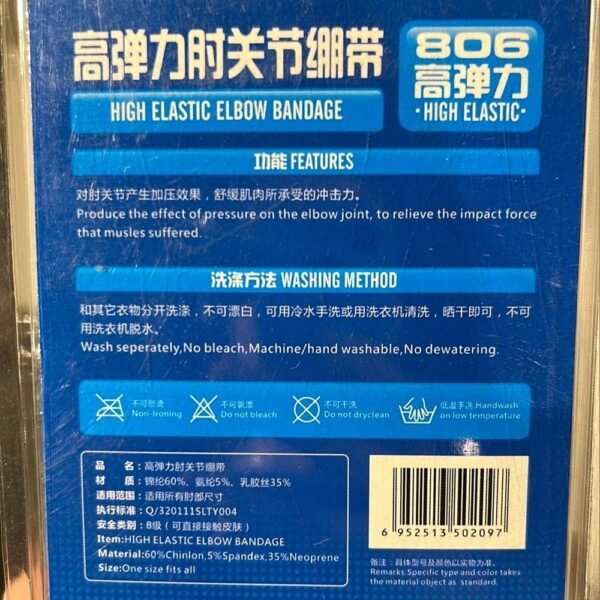 高弹力肘关节绷带
HIGH ELASTIC ELBOW BANDAGE
806
高弹力
·HIGH ELASTIC·
功能 FEATURES
对肘关节产生加压效果，舒缓肌肉所承受的冲击力。
Produce the effect of pressure on the elbow joint, to relieve the impact force
that musles suffered.
洗涤方法 WASHING METHOD
和其它衣物分开洗涤，不可漂白，可用冷水手洗或用洗衣机清洗，晒干即可，不可
用洗衣机脱水。
Wash seperately,No bleach,Machine/hand washable,No dewatering.
不可熨烫
Non-Ironing
不可氯漂
Do not bleach
不可干洗
Do not dryclean
低温手洗 Handwash
on low temperature
品 名：高弹力肘关节绷带
材 质：锦纶60%、氨纶5%、乳胶丝35%
适用范围：适用所有肘部尺寸
执行标准：Q/320111SLTY004
安全类别：B级（可直接接触皮肤）
Item:HIGH ELASTIC ELBOW BANDAGE
Material:60%Chinlon,5%Spandex,35%Neoprene
Size:One size fits all
6 952513 502097
备注：具体型号及颜色以实物为准。
Remarks:Specific type and color takes
the material object as standard.